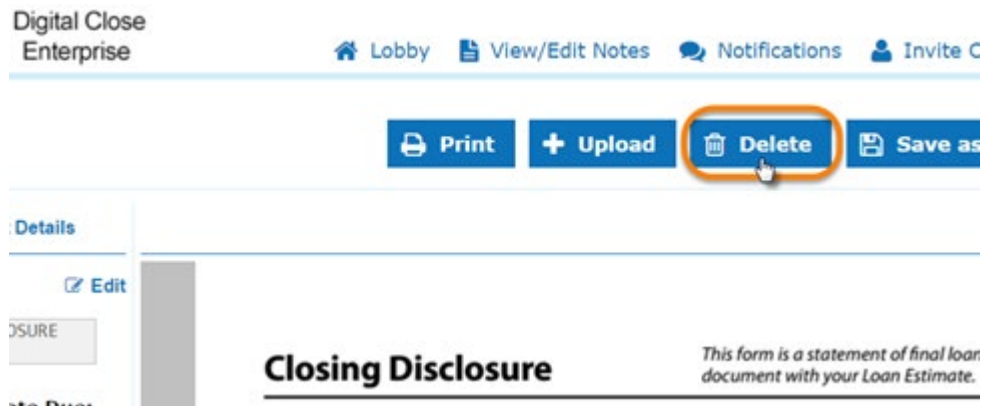 Digital Close
Enterprise
Lobby View/Edit Notes Notifications Invite
Print Upload Delete Save as
Details
Edit
Closing Disclosure
This form is a statement of final loan
document with your Loan Estimate.